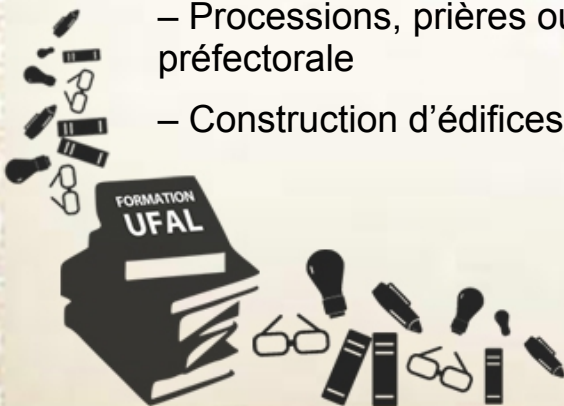 – Processions, prières ou
préfectorale
– Construction d’édifices
FORMATION
UFAL